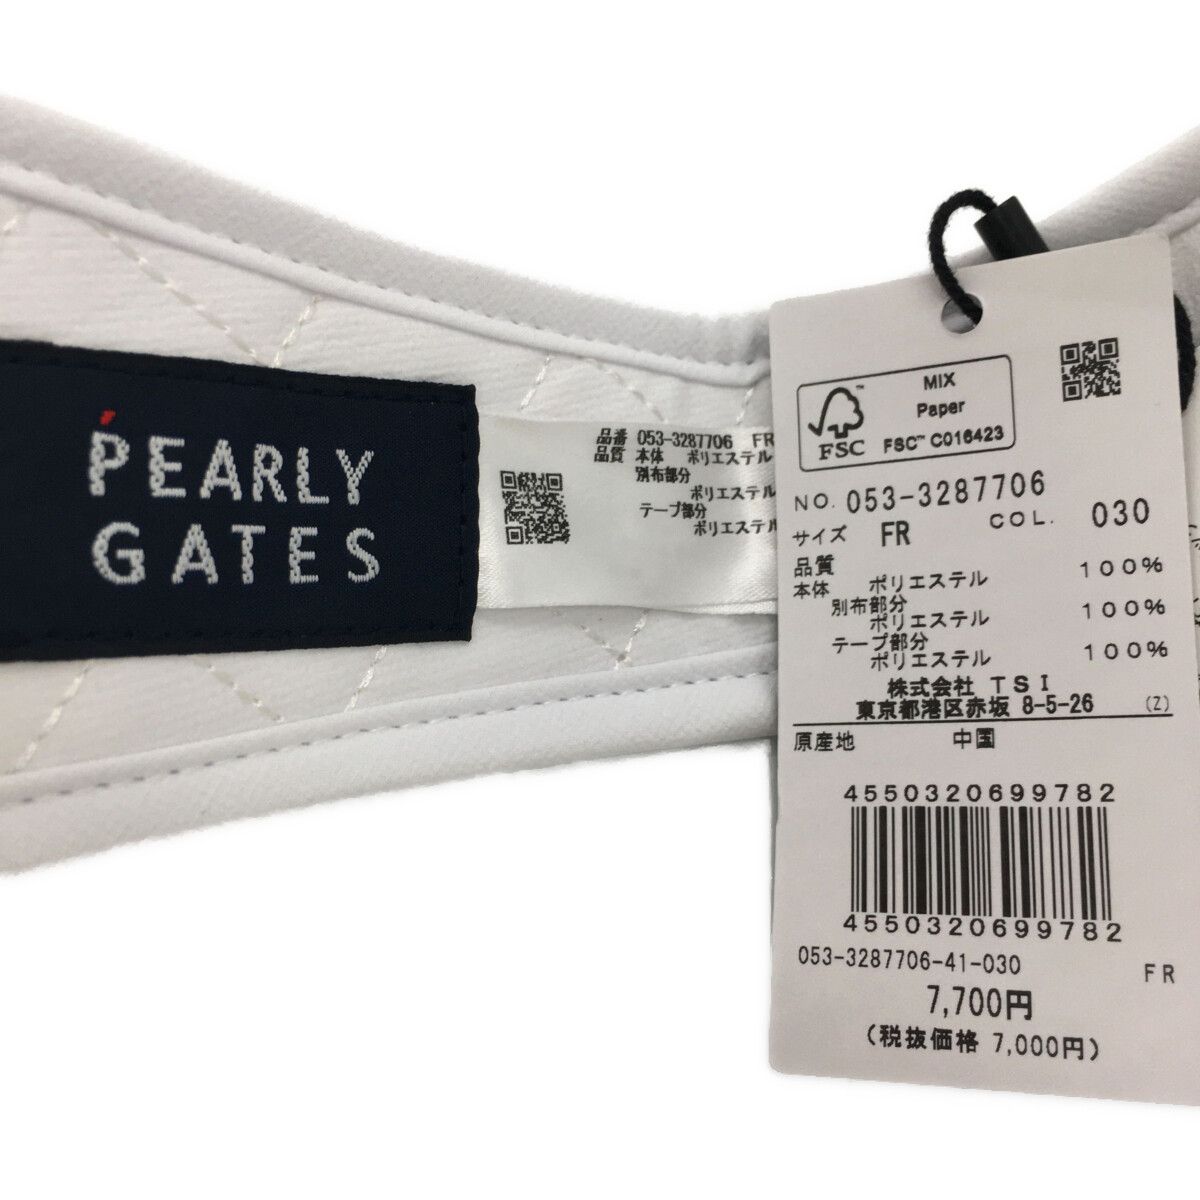 PEARLY
GATES
品番 053-3287706 FR
品質 本体 ポリエステル
別布部分
ポリエステル
テープ部分
ポリエステル
FSC™
MIX
Paper
FSC™ C016423
NO. 053-3287706
サイズ FR COL. 030
品質
本体 ポリエステル 100%
別布部分
ポリエステル 100%
テープ部分
ポリエステル 100%
株式会社 TSI
東京都港区赤坂 8-5-26 (Z)
原産地 中国
4550320699782
4550320699782
053-3287706-41-030 FR
7,700円
(税抜価格 7,000円)